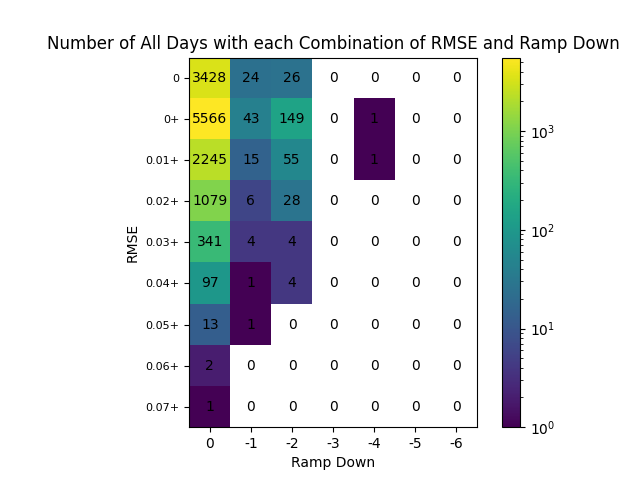 Number of All Days with each Combination of RMSE and Ramp Down
0 3428 24 26 0 0 0 0
0+ 5566 43 149 0 1 0 0
0.01+ 2245 15 55 0 1 0 0
0.02+ 1079 6 28 0 0 0 0
0.03+ 341 4 4 0 0 0 0
0.04+ 97 1 4 0 0 0 0
0.05+ 13 1 0 0 0 0 0
0.06+ 2 0 0 0 0 0 0
0.07+ 1 0 0 0 0 0 0
0 -1 -2 -3 -4 -5 -6
Ramp Down
RMSE
10³
10²
10¹
10⁰